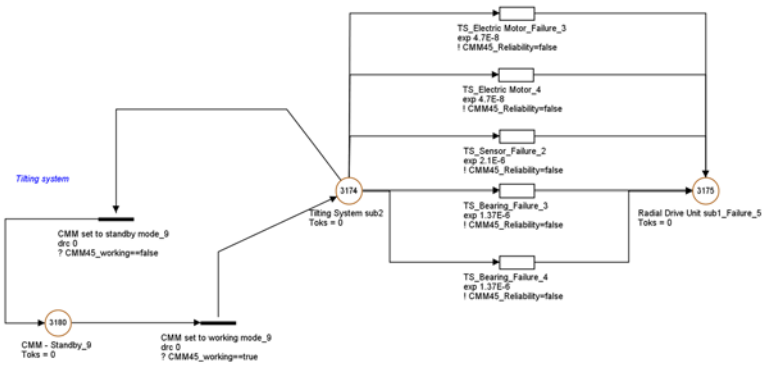 TS_Electric Motor_Failure_3
exp 4.7E-8
! CMM45_Reliability=false
TS_Electric Motor_4
exp 4.7E-8
! CMM45_Reliability=false
TS_Sensor_Failure_2
exp 2.1E-6
! CMM45_Reliability=false
Tilting system
3174
Tilting System sub2
Toks = 0
TS_Bearing_Failure_3
exp 1.37E-6
! CMM45_Reliability=false
3175
Radial Drive Unit sub1_Failure_5
Toks = 0
CMM set to standby mode_9
drc 0
? CMM45_working==false
TS_Bearing_Failure_4
exp 1.37E-6
! CMM45_Reliability=false
3180
CMM - Standby_9
Toks = 0
CMM set to working mode_9
drc 0
? CMM45_working==true